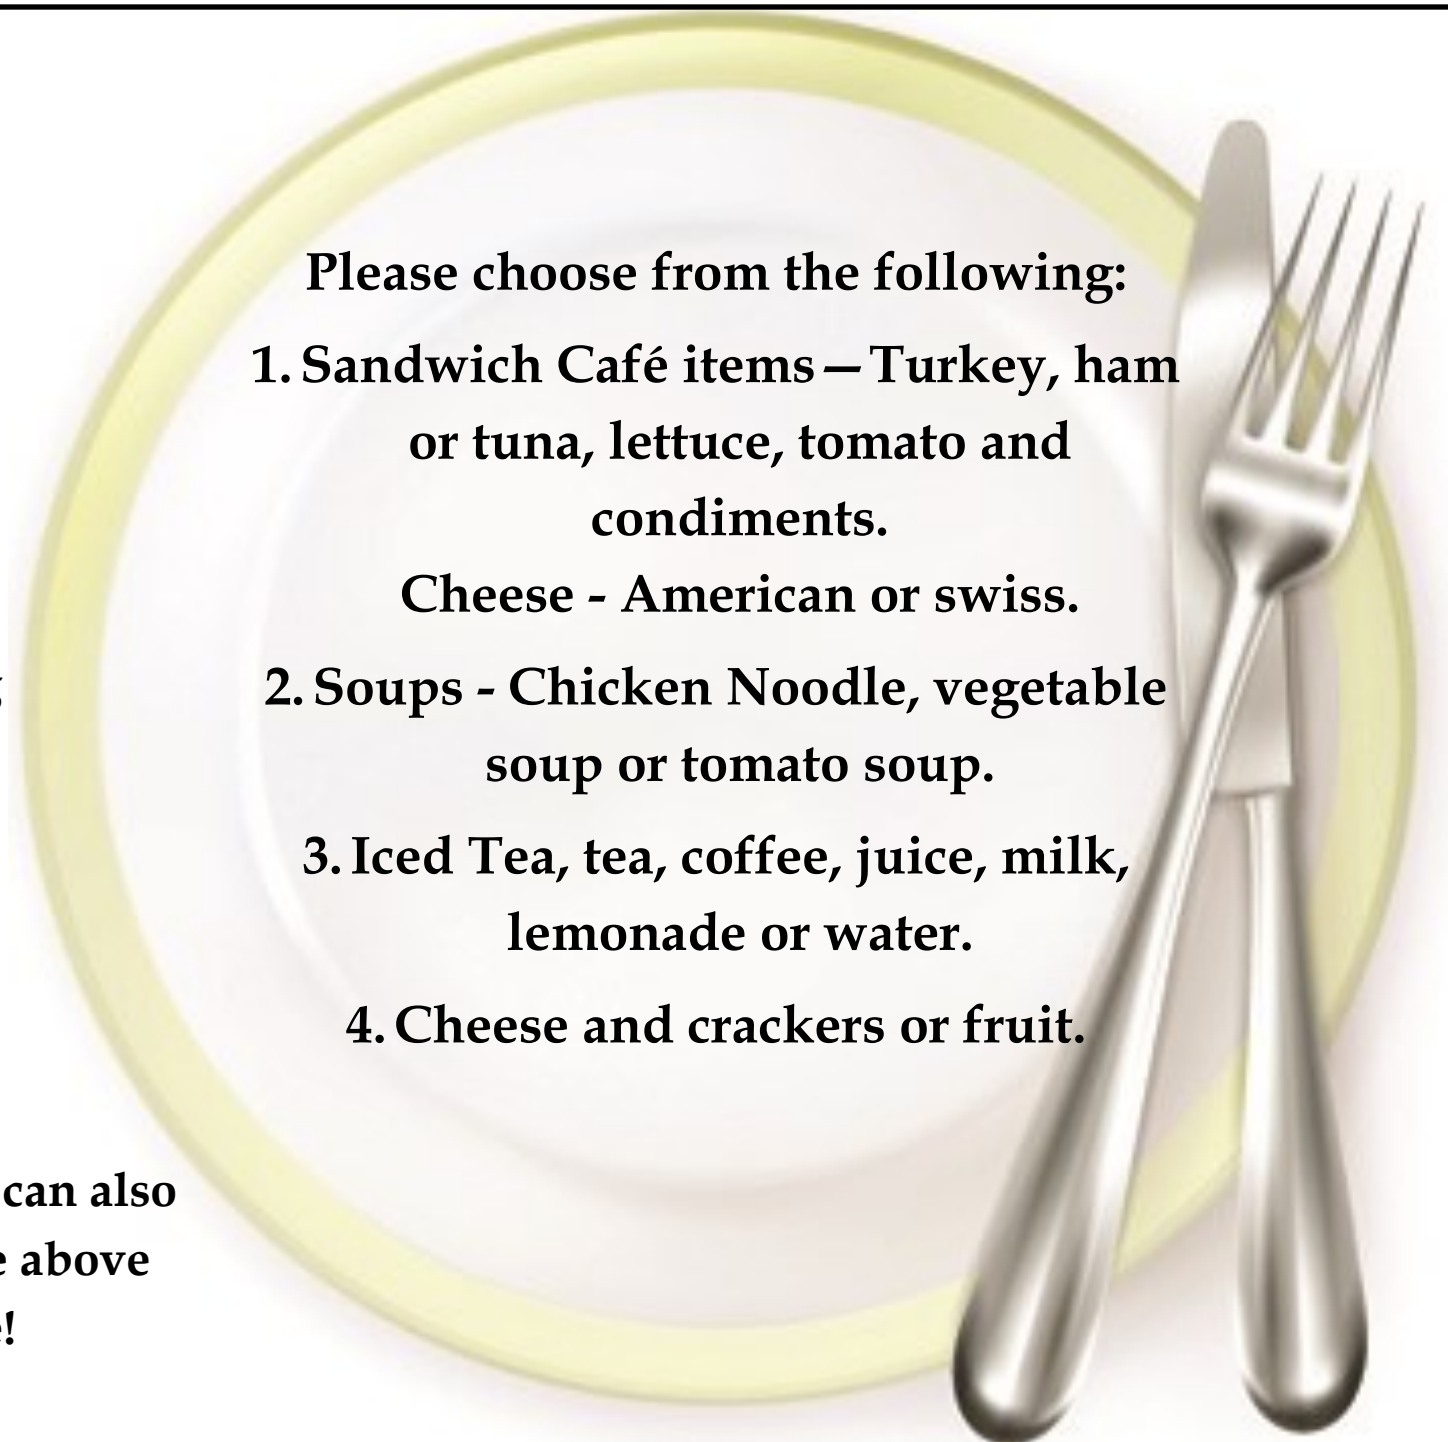 Please choose from the following:
1. Sandwich Café items—Turkey, ham
or tuna, lettuce, tomato and
condiments.
Cheese - American or swiss.
2. Soups - Chicken Noodle, vegetable
soup or tomato soup.
3. Iced Tea, tea, coffee, juice, milk,
lemonade or water.
4. Cheese and crackers or fruit.
can also
above